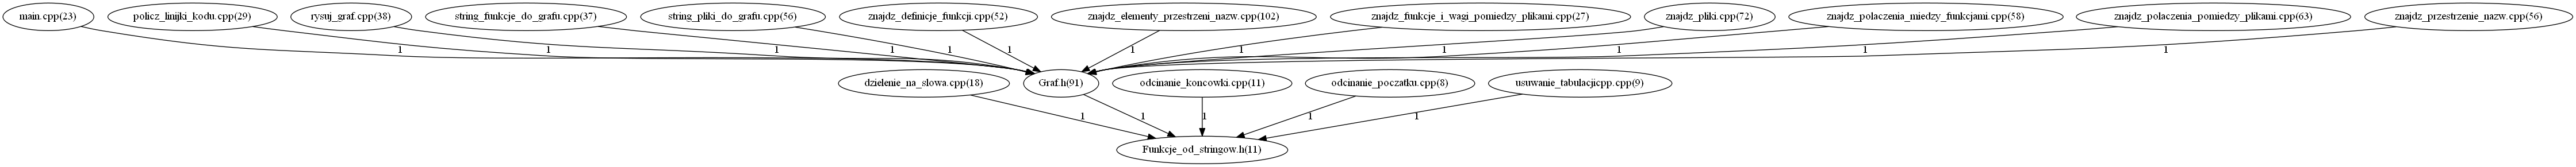 main.cpp(23) policz_linijki_kodu.cpp(29) rysuj_graf.cpp(38) string_funkcje_do_grafu.cpp(37) string_pliki_do_grafu.cpp(56) znajdz_definicje_funkcji.cpp(52) znajdz_elementy_przestrzeni_nazw.cpp(102) znajdz_funkcje_i_wagi_pomiedzy_plikami.cpp(27) znajdz_pliki.cpp(72) znajdz_polaczenia_miedzy_funkcjami.cpp(58) znajdz_polaczenia_pomiedzy_plikami.cpp(63) znajdz_przestrzenie_nazw.cpp(56)
1 1 1 1 1 1 1 1 1 1 1 1
dzielenie_na_slowa.cpp(18) Graf.h(91) odcinanie_koncowki.cpp(11) odcinanie_poczatku.cpp(8) usuwanie_tabulacjicpp.cpp(9)
1 1 1 1 1
Funkcje_od_stringow.h(11)